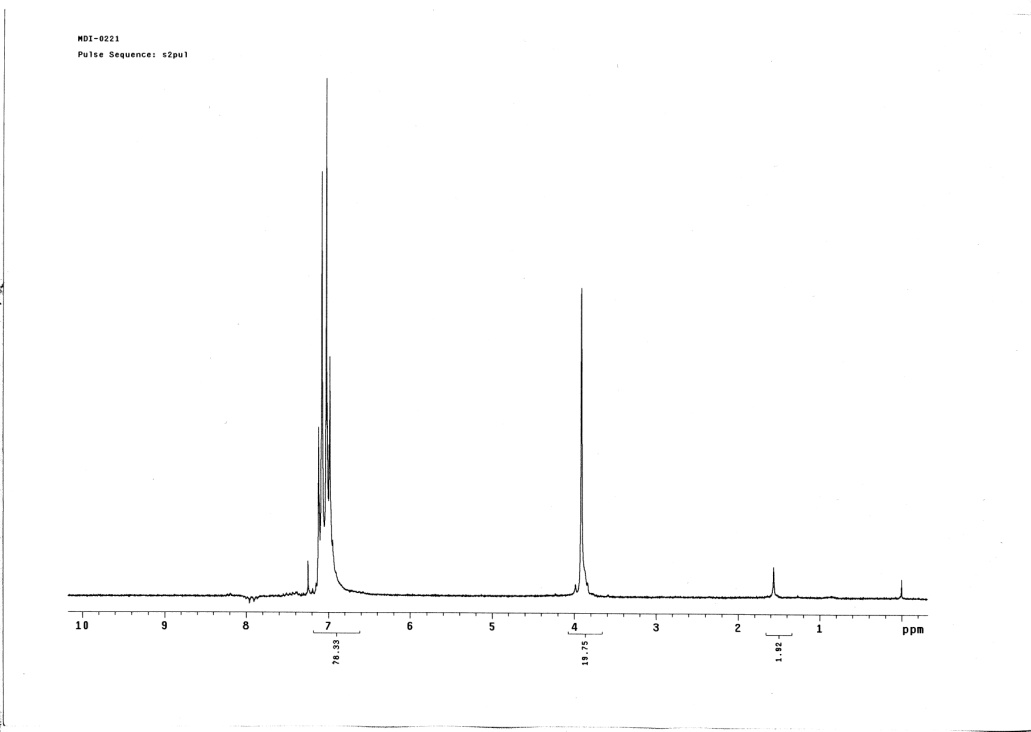 MDI-0221
Pulse Sequence: s2pul
10 9 8 7 6 5 4 3 2 1 ppm
78.33 19.75 1.92